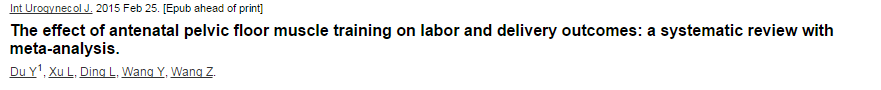 Int Urogynecol J. 2015 Feb 25. [Epub ahead of print]
The effect of antenatal pelvic floor muscle training on labor and delivery outcomes: a systematic review with
meta-analysis.
Du Y1, Xu L, Ding L, Wang Y, Wang Z.